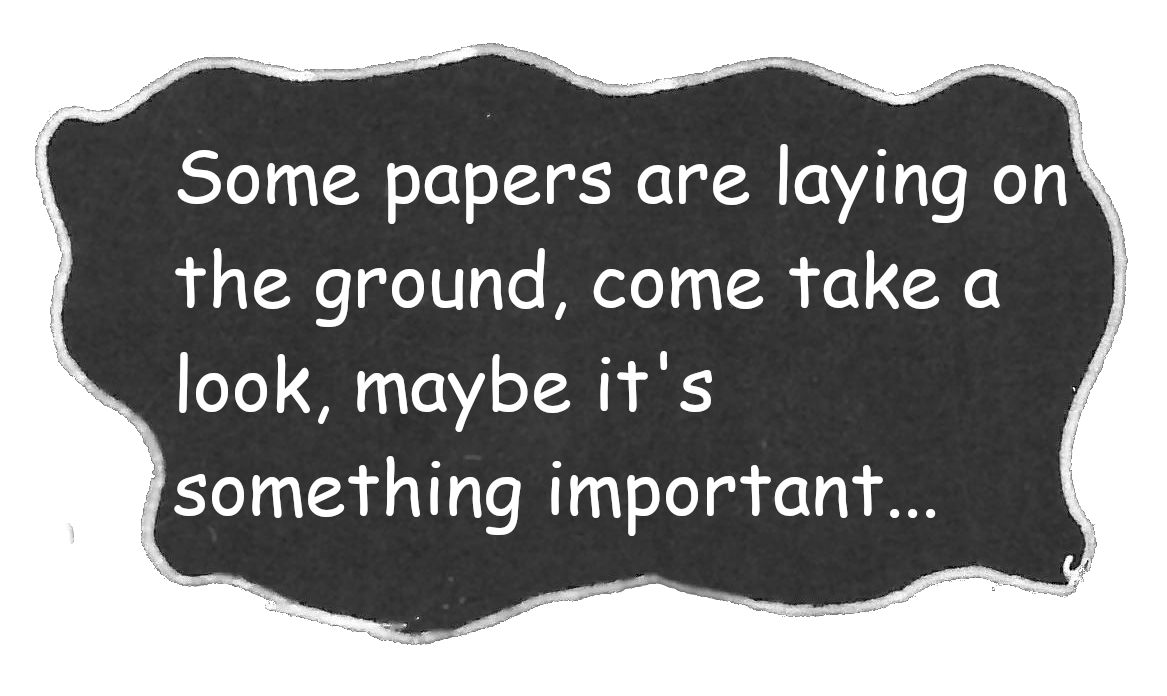 Some papers are laying on
the ground, come take a
look, maybe it's
something important...